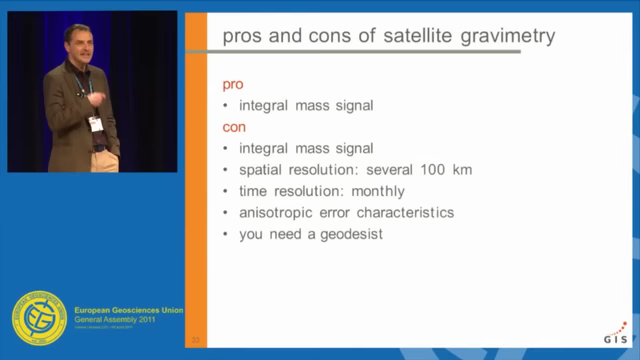 pros and cons of satellite gravimetry
pro
• integral mass signal
con
• integral mass signal
• spatial resolution: several 100 km
• time resolution: monthly
• anisotropic error characteristics
• you need a geodesist
European Geosciences Union
General Assembly 2011
33
GIS